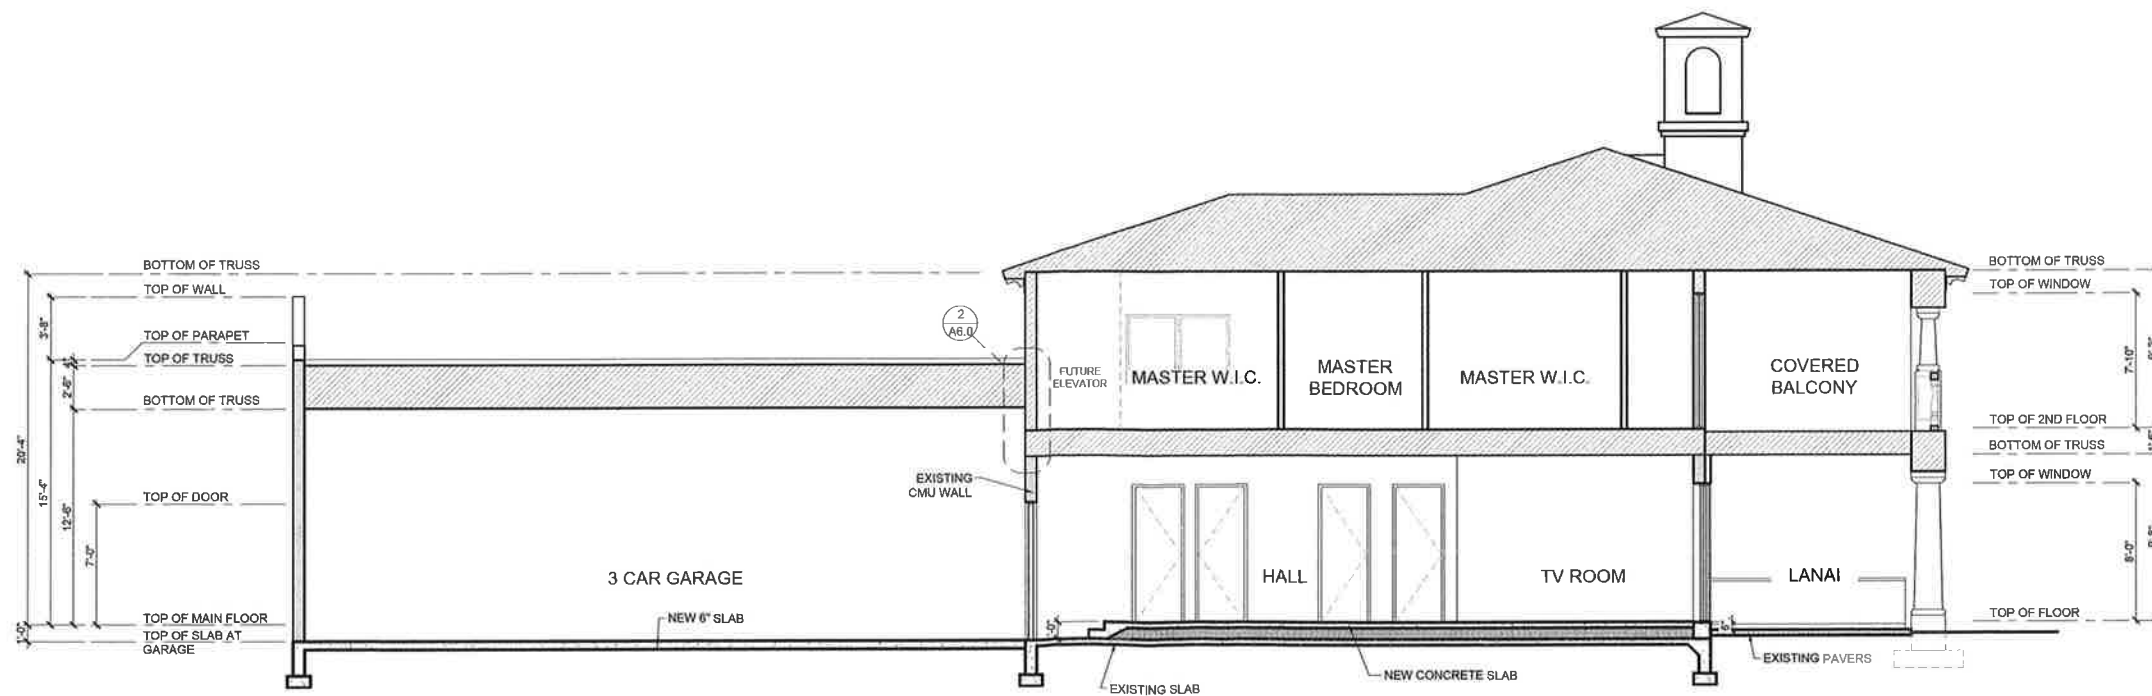 BOTTOM OF TRUSS
TOP OF WALL
TOP OF PARAPET
TOP OF TRUSS
BOTTOM OF TRUSS
TOP OF DOOR
TOP OF MAIN FLOOR
TOP OF SLAB AT
GARAGE
20'-4"
15'-4"
3'-8"
2'-6"
12'-6"
7'-0"
2
A6.0
FUTURE
ELEVATOR
MASTER W.I.C.
MASTER
BEDROOM
MASTER W.I.C.
COVERED
BALCONY
EXISTING
CMU WALL
3 CAR GARAGE
HALL
TV ROOM
LANAI
NEW 6" SLAB
EXISTING SLAB
NEW CONCRETE SLAB
6"
EXISTING PAVERS
BOTTOM OF TRUSS
TOP OF WINDOW
TOP OF 2ND FLOOR
BOTTOM OF TRUSS
TOP OF WINDOW
TOP OF FLOOR
7'-10"
8'-0"